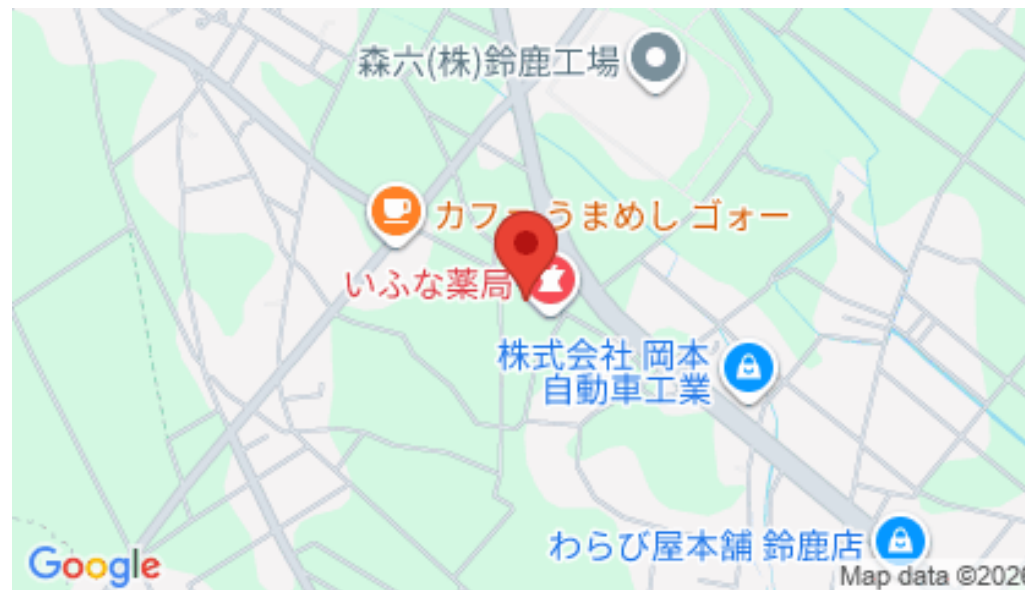 森六(株)鈴鹿工場
カフェ うまめし ゴォー
いふな薬局
株式会社 岡本
自動車工業
わらび屋本舗 鈴鹿店
Google
Map data ©2026